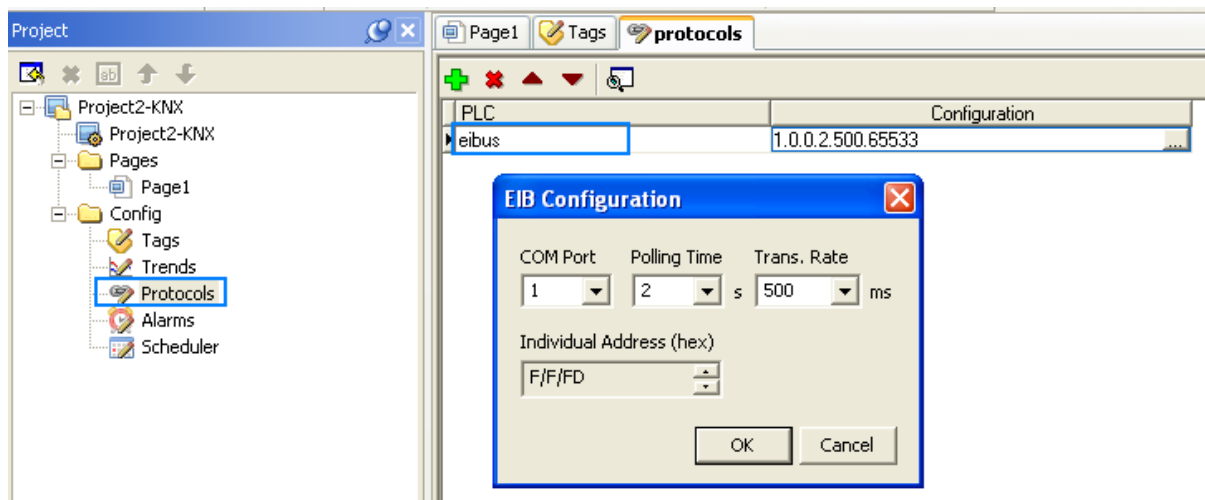 Project
Page1 Tags protocols
ab
Project2-KNX
Project2-KNX
Pages
Page1
Config
Tags
Trends
Protocols
Alarms
Scheduler
PLC Configuration
eibus 1.0.0.2.500.65533 ...
EIB Configuration
COM Port Polling Time Trans. Rate
1 2 s 500 ms
Individual Address (hex)
F/F/FD
OK Cancel